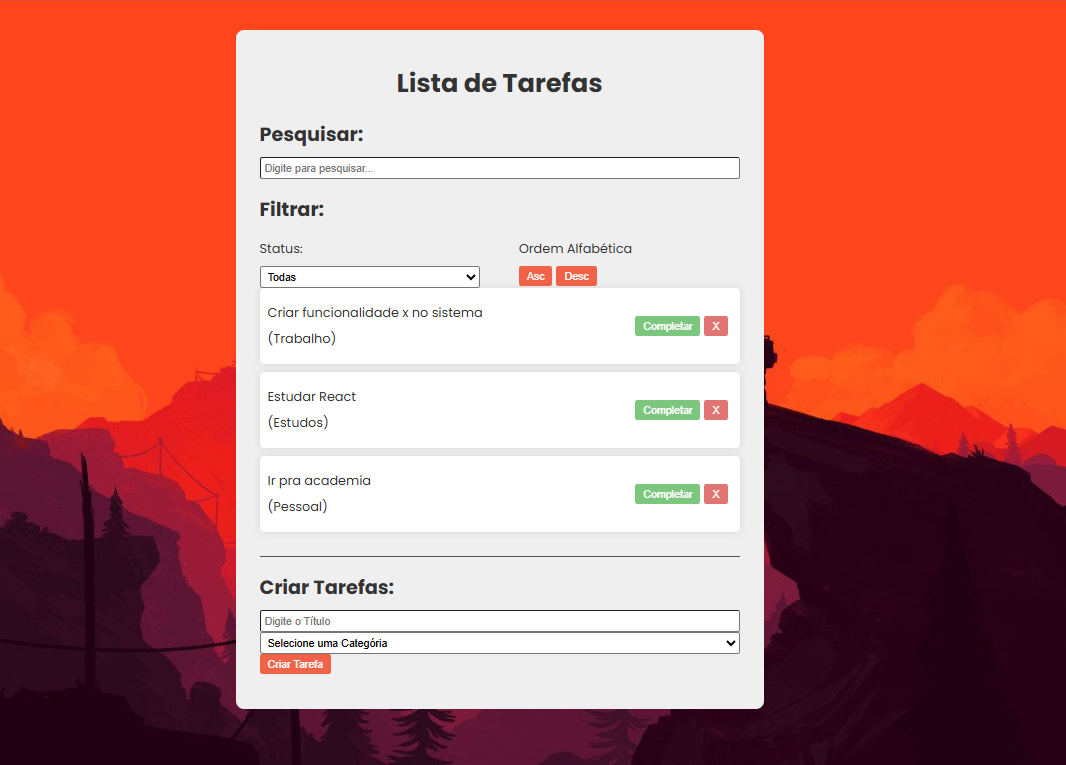 Lista de Tarefas
Pesquisar:
Digite para pesquisar...
Filtrar:
Status:
Ordem Alfabética
Todas
Asc Desc
Criar funcionalidade x no sistema
(Trabalho)
Completar X
Estudar React
(Estudos)
Completar X
Ir pra academia
(Pessoal)
Completar X
Criar Tarefas:
Digite o Título
Selecione uma Categória
Criar Tarefa